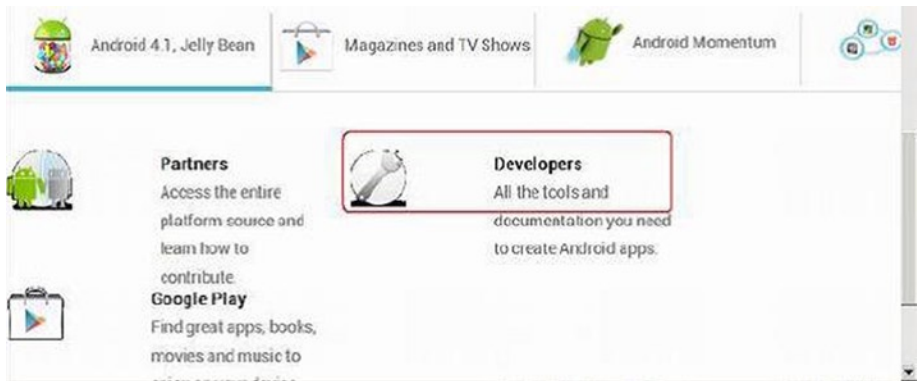 Android 4.1, Jelly Bean
Magazines and TV Shows
Android Momentum
Partners
Access the entire
platform source and
learn how to
contribute.
Developers
All the tools and
documentation you need
to create Android apps.
Google Play
Find great apps, books,
movies and music to